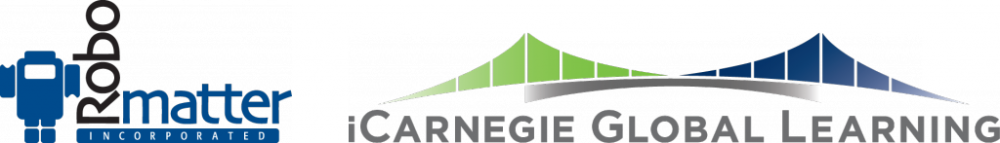 Robo
matter
INCORPORATED
iCARNEGIE GLOBAL LEARNING